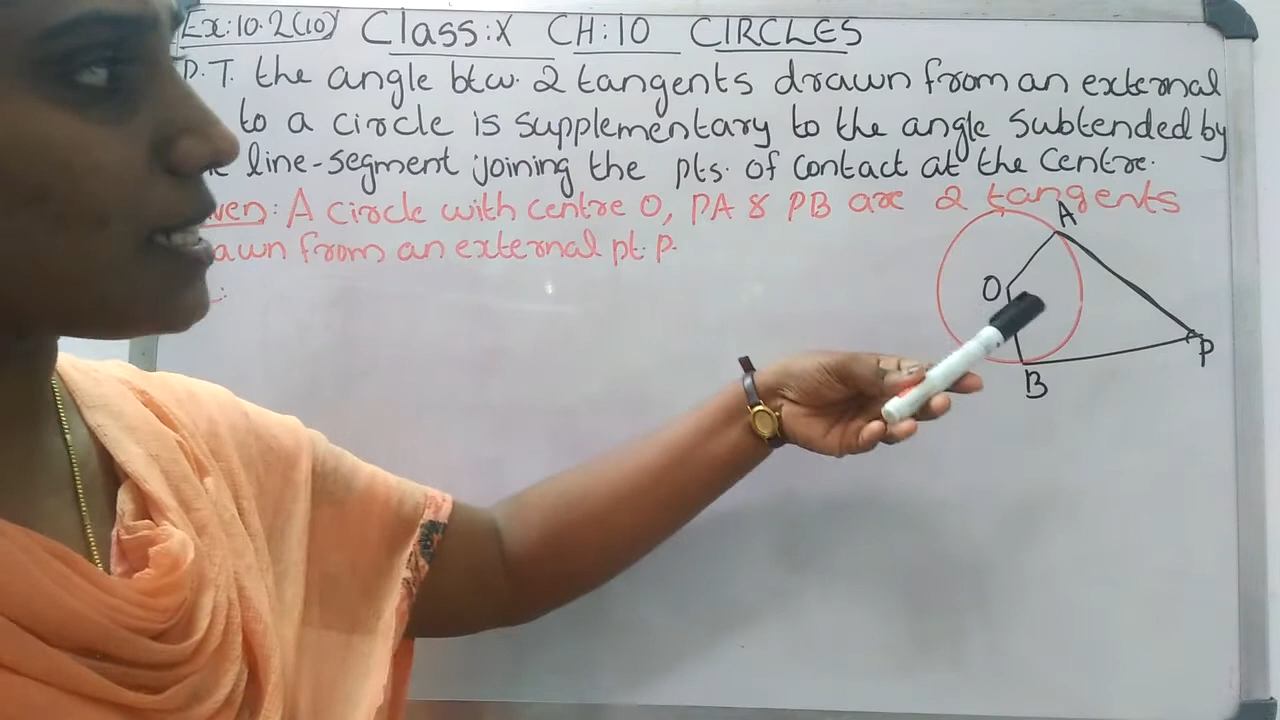 Ex:10.2(10) Class:X CH:10 CIRCLES
P.T. the angle btw. 2 tangents drawn from an external
to a circle is supplementary to the angle subtended by
line-segment joining the pts. of contact at the centre.
A circle with centre O, PA & PB are 2 tangents
from an external pt. P.
A
O
P
B